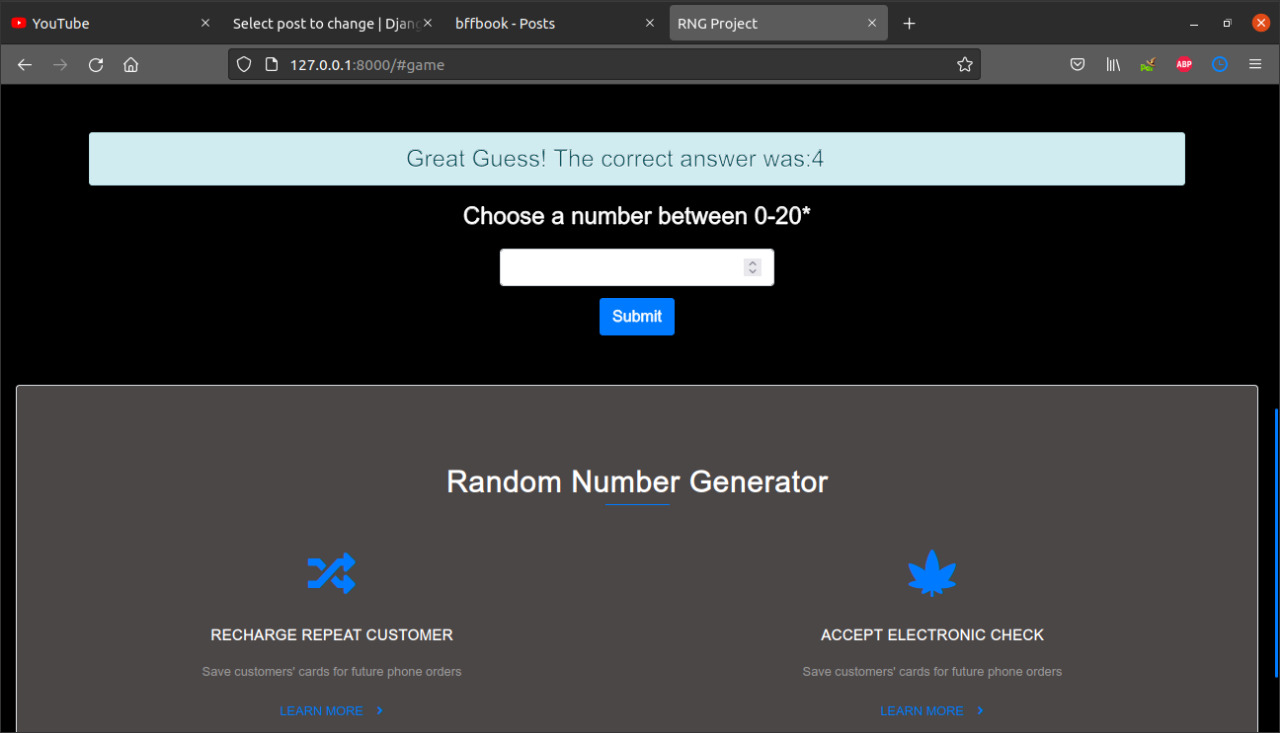 YouTube
Select post to change | Djang
bffbook - Posts
RNG Project
127.0.0.1:8000/#game
ABP
Great Guess! The correct answer was:4
Choose a number between 0-20*
Submit
Random Number Generator
RECHARGE REPEAT CUSTOMER
ACCEPT ELECTRONIC CHECK
Save customers' cards for future phone orders
Save customers' cards for future phone orders
LEARN MORE
LEARN MORE